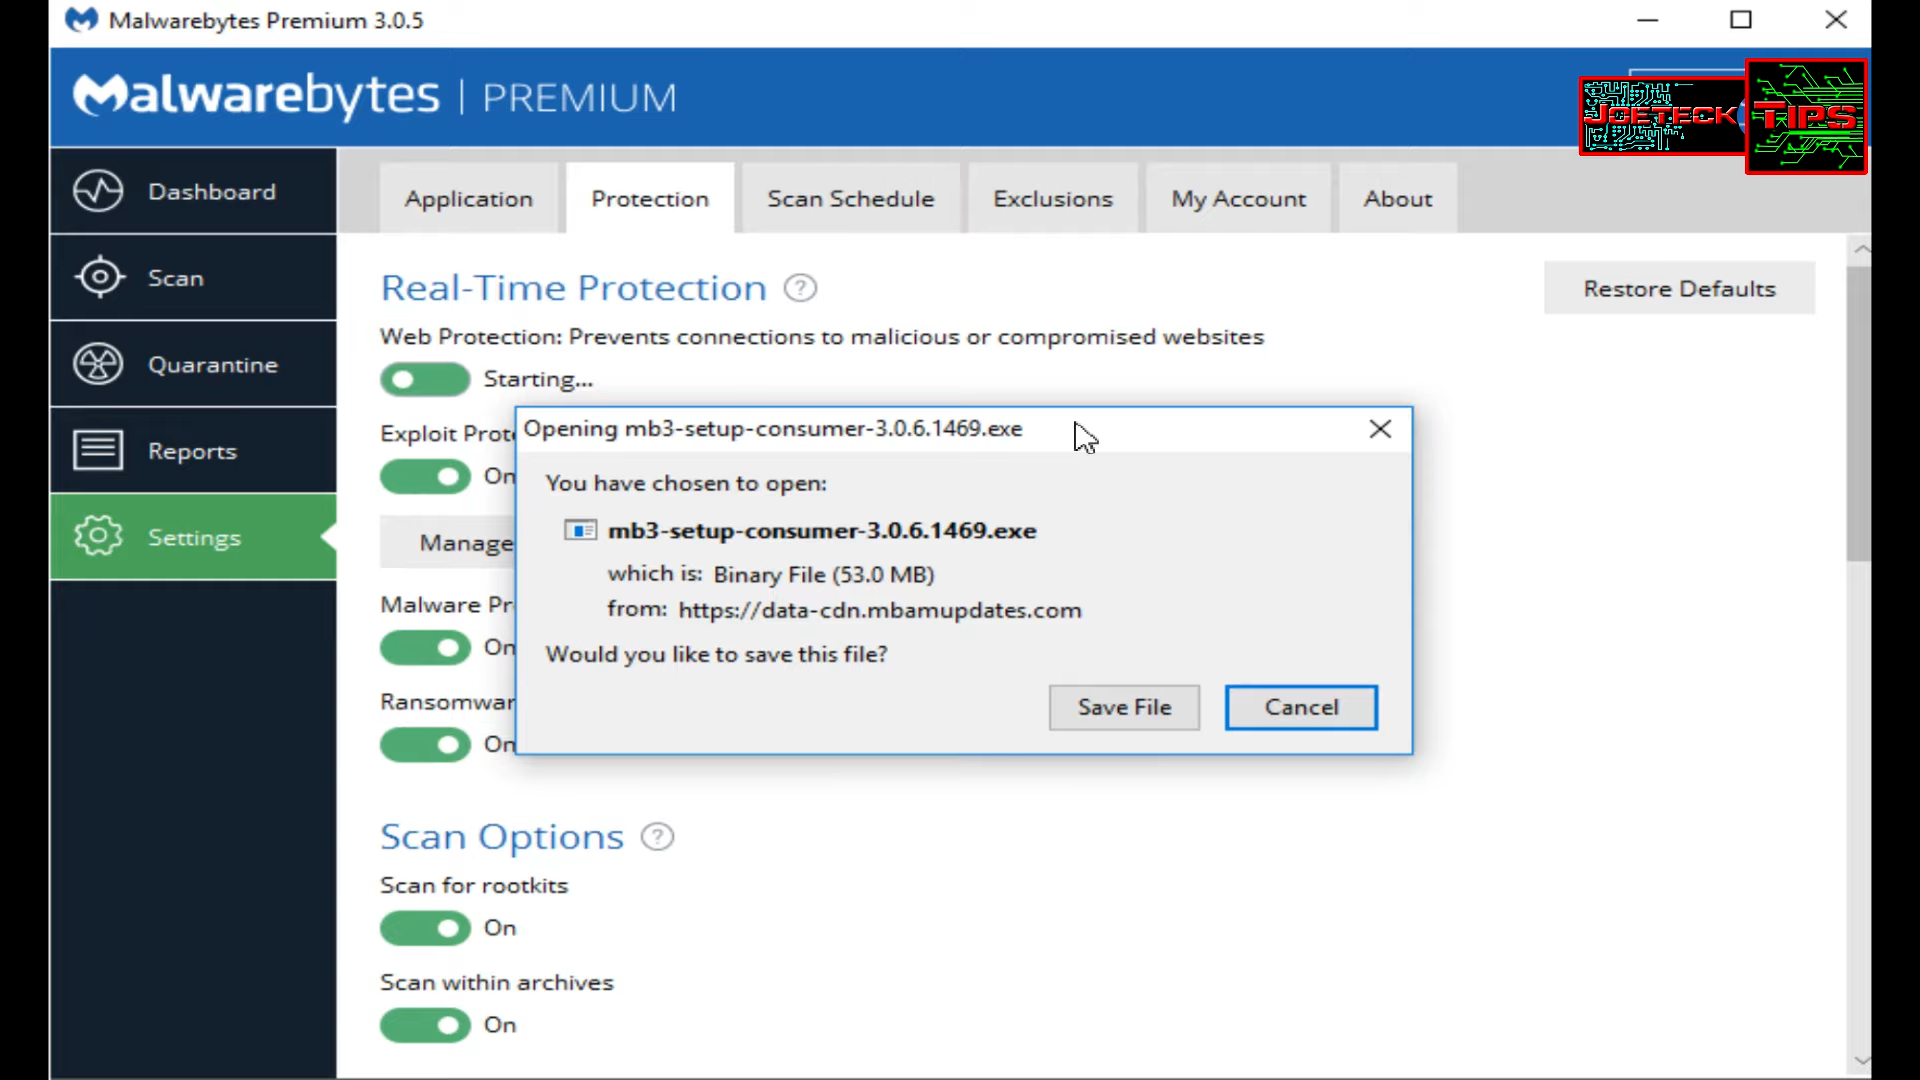 Malwarebytes Premium 3.0.5
Malwarebytes | PREMIUM
JOETECK TIPS
Dashboard
Scan
Quarantine
Reports
Settings
Application
Protection
Scan Schedule
Exclusions
My Account
About
Real-Time Protection ?
Restore Defaults
Web Protection: Prevents connections to malicious or compromised websites
Starting...
Exploit Prote
On
Manage
Malware Pr
On
Ransomwar
On
Opening mb3-setup-consumer-3.0.6.1469.exe
You have chosen to open:
mb3-setup-consumer-3.0.6.1469.exe
which is: Binary File (53.0 MB)
from: https://data-cdn.mbamupdates.com
Would you like to save this file?
Save File
Cancel
Scan Options ?
Scan for rootkits
On
Scan within archives
On